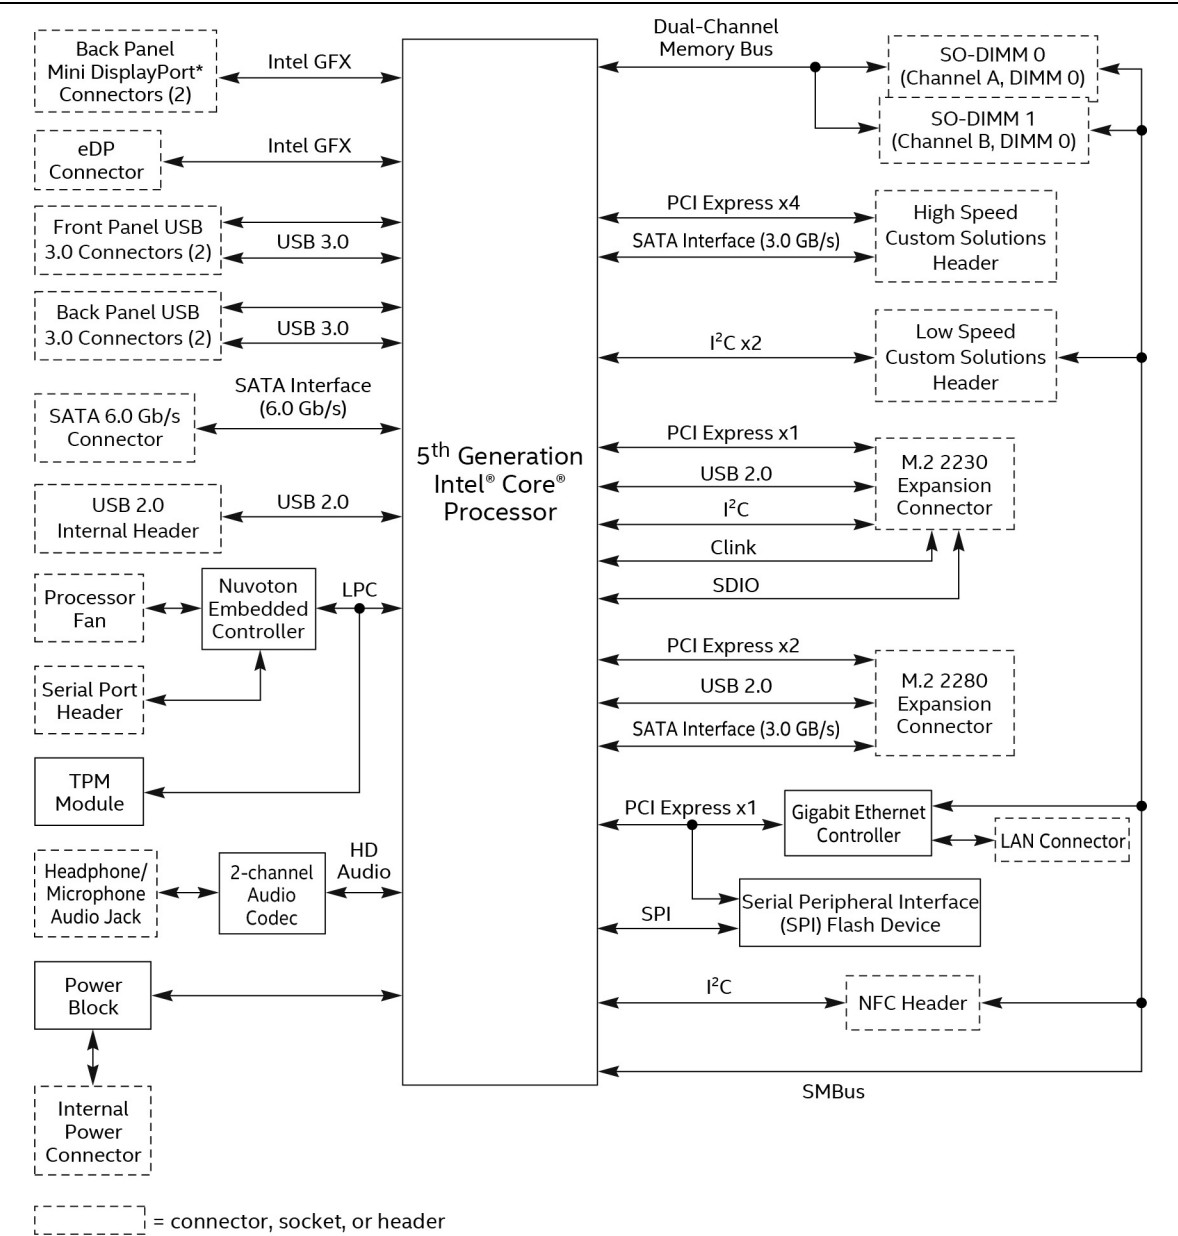 Back Panel
Mini DisplayPort*
Connectors (2)
Intel GFX
eDP
Connector
Intel GFX
Front Panel USB
3.0 Connectors (2)
USB 3.0
Back Panel USB
3.0 Connectors (2)
USB 3.0
SATA Interface
(6.0 Gb/s)
SATA 6.0 Gb/s
Connector
USB 2.0
Internal Header
USB 2.0
Processor
Fan
Nuvoton
Embedded
Controller
LPC
Serial Port
Header
TPM
Module
Headphone/
Microphone
Audio Jack
2-channel
Audio
Codec
HD
Audio
Power
Block
Internal
Power
Connector
5th Generation
Intel® Core®
Processor
Dual-Channel
Memory Bus
SO-DIMM 0
(Channel A, DIMM 0)
SO-DIMM 1
(Channel B, DIMM 0)
PCI Express x4
SATA Interface (3.0 GB/s)
High Speed
Custom Solutions
Header
I²C x2
Low Speed
Custom Solutions
Header
PCI Express x1
USB 2.0
I²C
Clink
SDIO
M.2 2230
Expansion
Connector
PCI Express x2
USB 2.0
SATA Interface (3.0 GB/s)
M.2 2280
Expansion
Connector
PCI Express x1
Gigabit Ethernet
Controller
LAN Connector
SPI
Serial Peripheral Interface
(SPI) Flash Device
I²C
NFC Header
SMBus
= connector, socket, or header